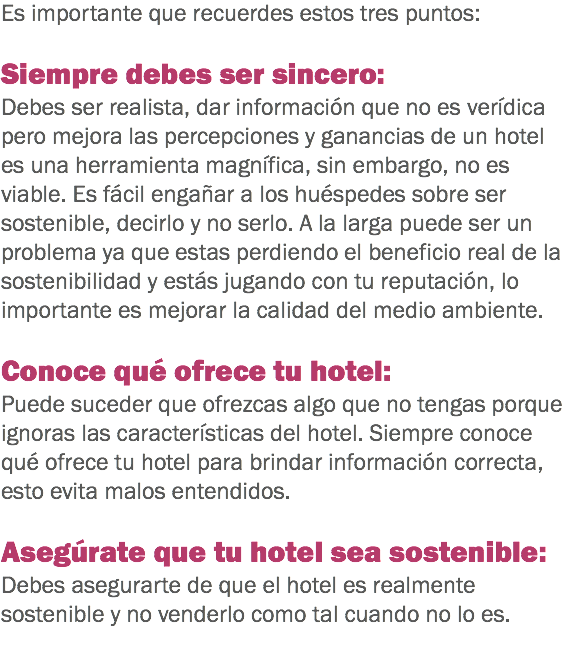 Es importante que recuerdes estos tres puntos:
Siempre debes ser sincero:
Debes ser realista, dar información que no es verídica
pero mejora las percepciones y ganancias de un hotel
es una herramienta magnífica, sin embargo, no es
viable. Es fácil engañar a los huéspedes sobre ser
sostenible, decirlo y no serlo. A la larga puede ser un
problema ya que estas perdiendo el beneficio real de la
sostenibilidad y estás jugando con tu reputación, lo
importante es mejorar la calidad del medio ambiente.
Conoce qué ofrece tu hotel:
Puede suceder que ofrezcas algo que no tengas porque
ignoras las características del hotel. Siempre conoce
qué ofrece tu hotel para brindar información correcta,
esto evita malos entendidos.
Asegúrate que tu hotel sea sostenible:
Debes asegurarte de que el hotel es realmente
sostenible y no venderlo como tal cuando no lo es.